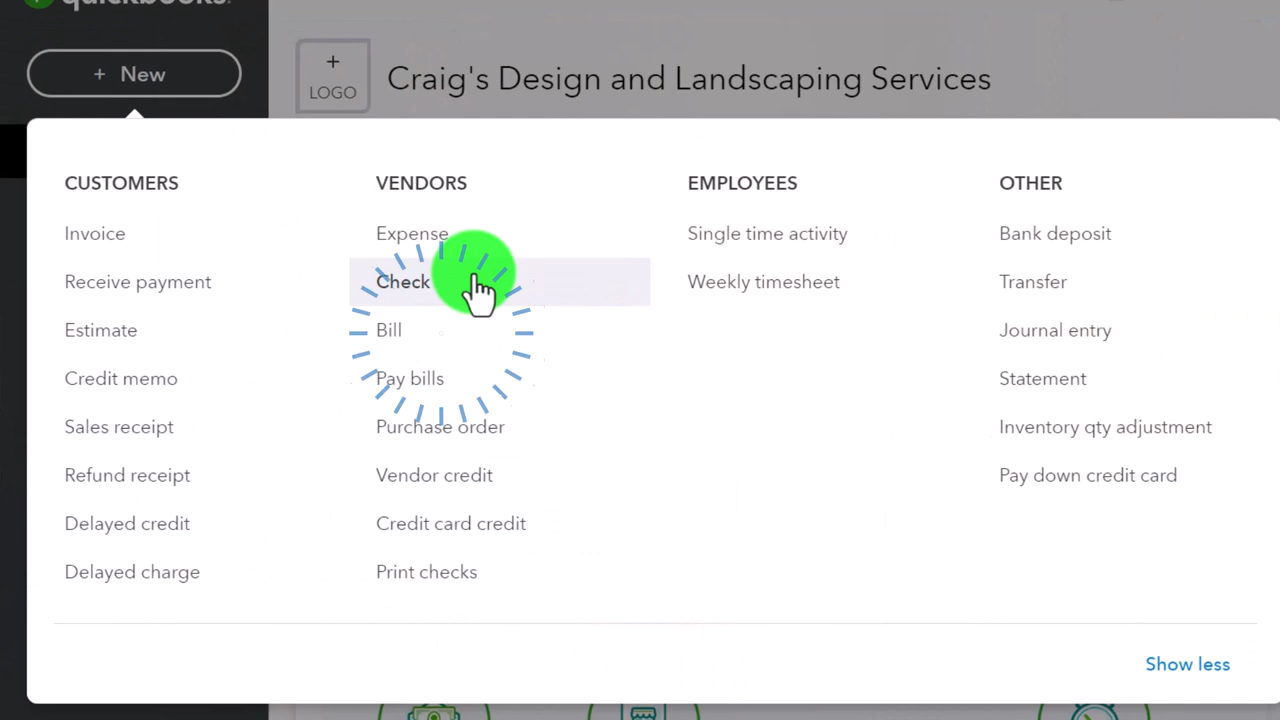 quickbooks.
+ New
+
LOGO
Craig's Design and Landscaping Services
CUSTOMERS
Invoice
Receive payment
Estimate
Credit memo
Sales receipt
Refund receipt
Delayed credit
Delayed charge
VENDORS
Expense
Check
Bill
Pay bills
Purchase order
Vendor credit
Credit card credit
Print checks
EMPLOYEES
Single time activity
Weekly timesheet
OTHER
Bank deposit
Transfer
Journal entry
Statement
Inventory qty adjustment
Pay down credit card
Show less